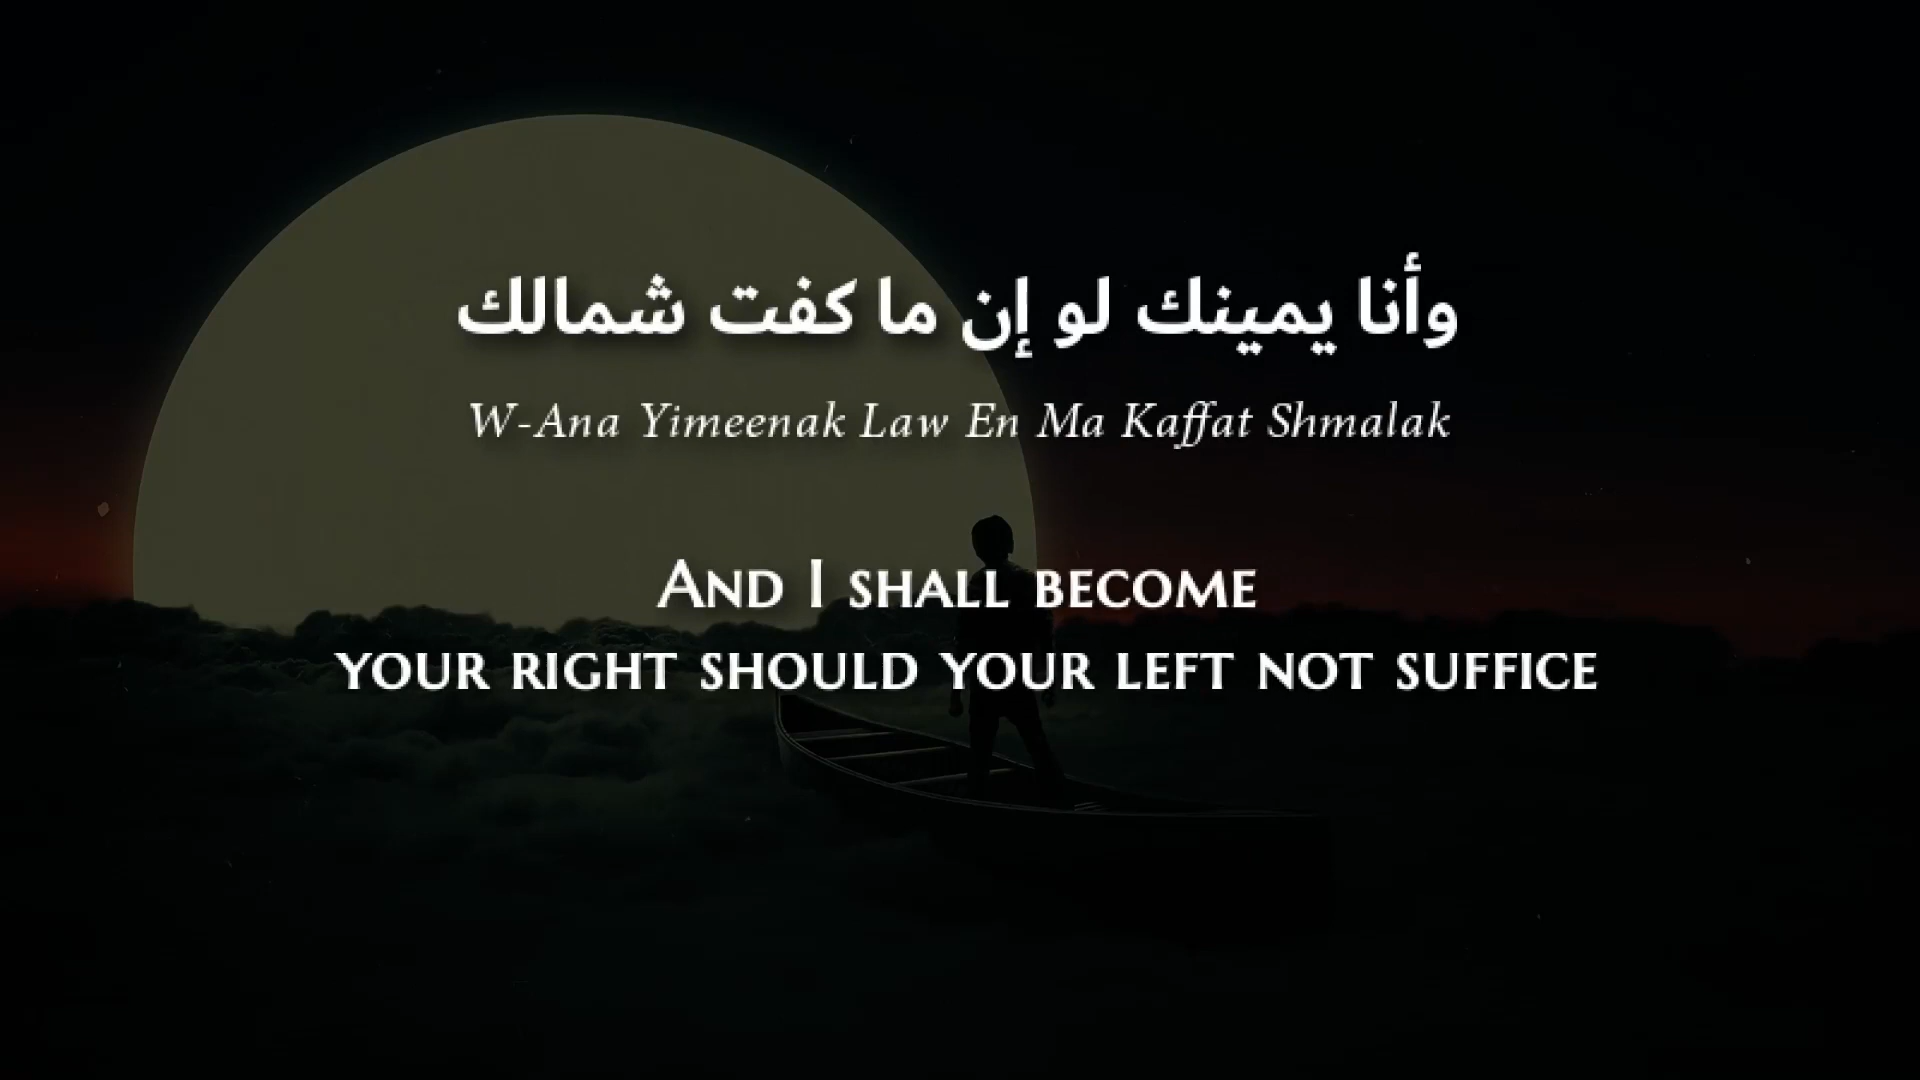 وأنا يمينك لو إن ما كفت شمالك
W-Ana Yimeenak Law En Ma Kaffat Shmalak
And I shall become
your right should your left not suffice